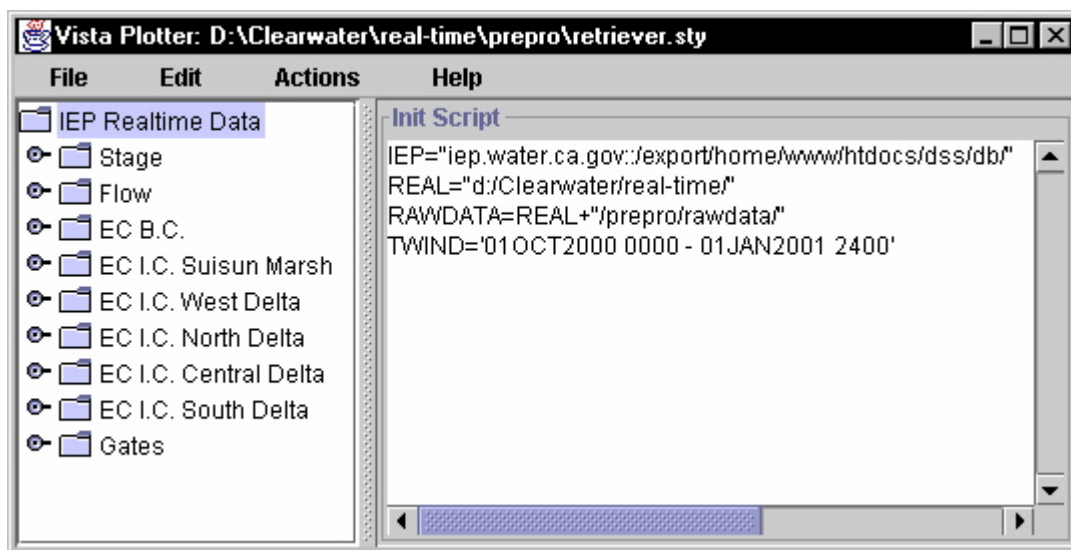 Vista Plotter: D:\Clearwater\real-time\prepro\retriever.sty
File Edit Actions Help
IEP Realtime Data
Stage
Flow
EC B.C.
EC I.C. Suisun Marsh
EC I.C. West Delta
EC I.C. North Delta
EC I.C. Central Delta
EC I.C. South Delta
Gates
Init Script
IEP="iep.water.ca.gov::/export/home/www/htdocs/dss/db/"
REAL="d:/Clearwater/real-time/"
RAWDATA=REAL+"/prepro/rawdata/"
TWIND='01OCT2000 0000 - 01JAN2001 2400'